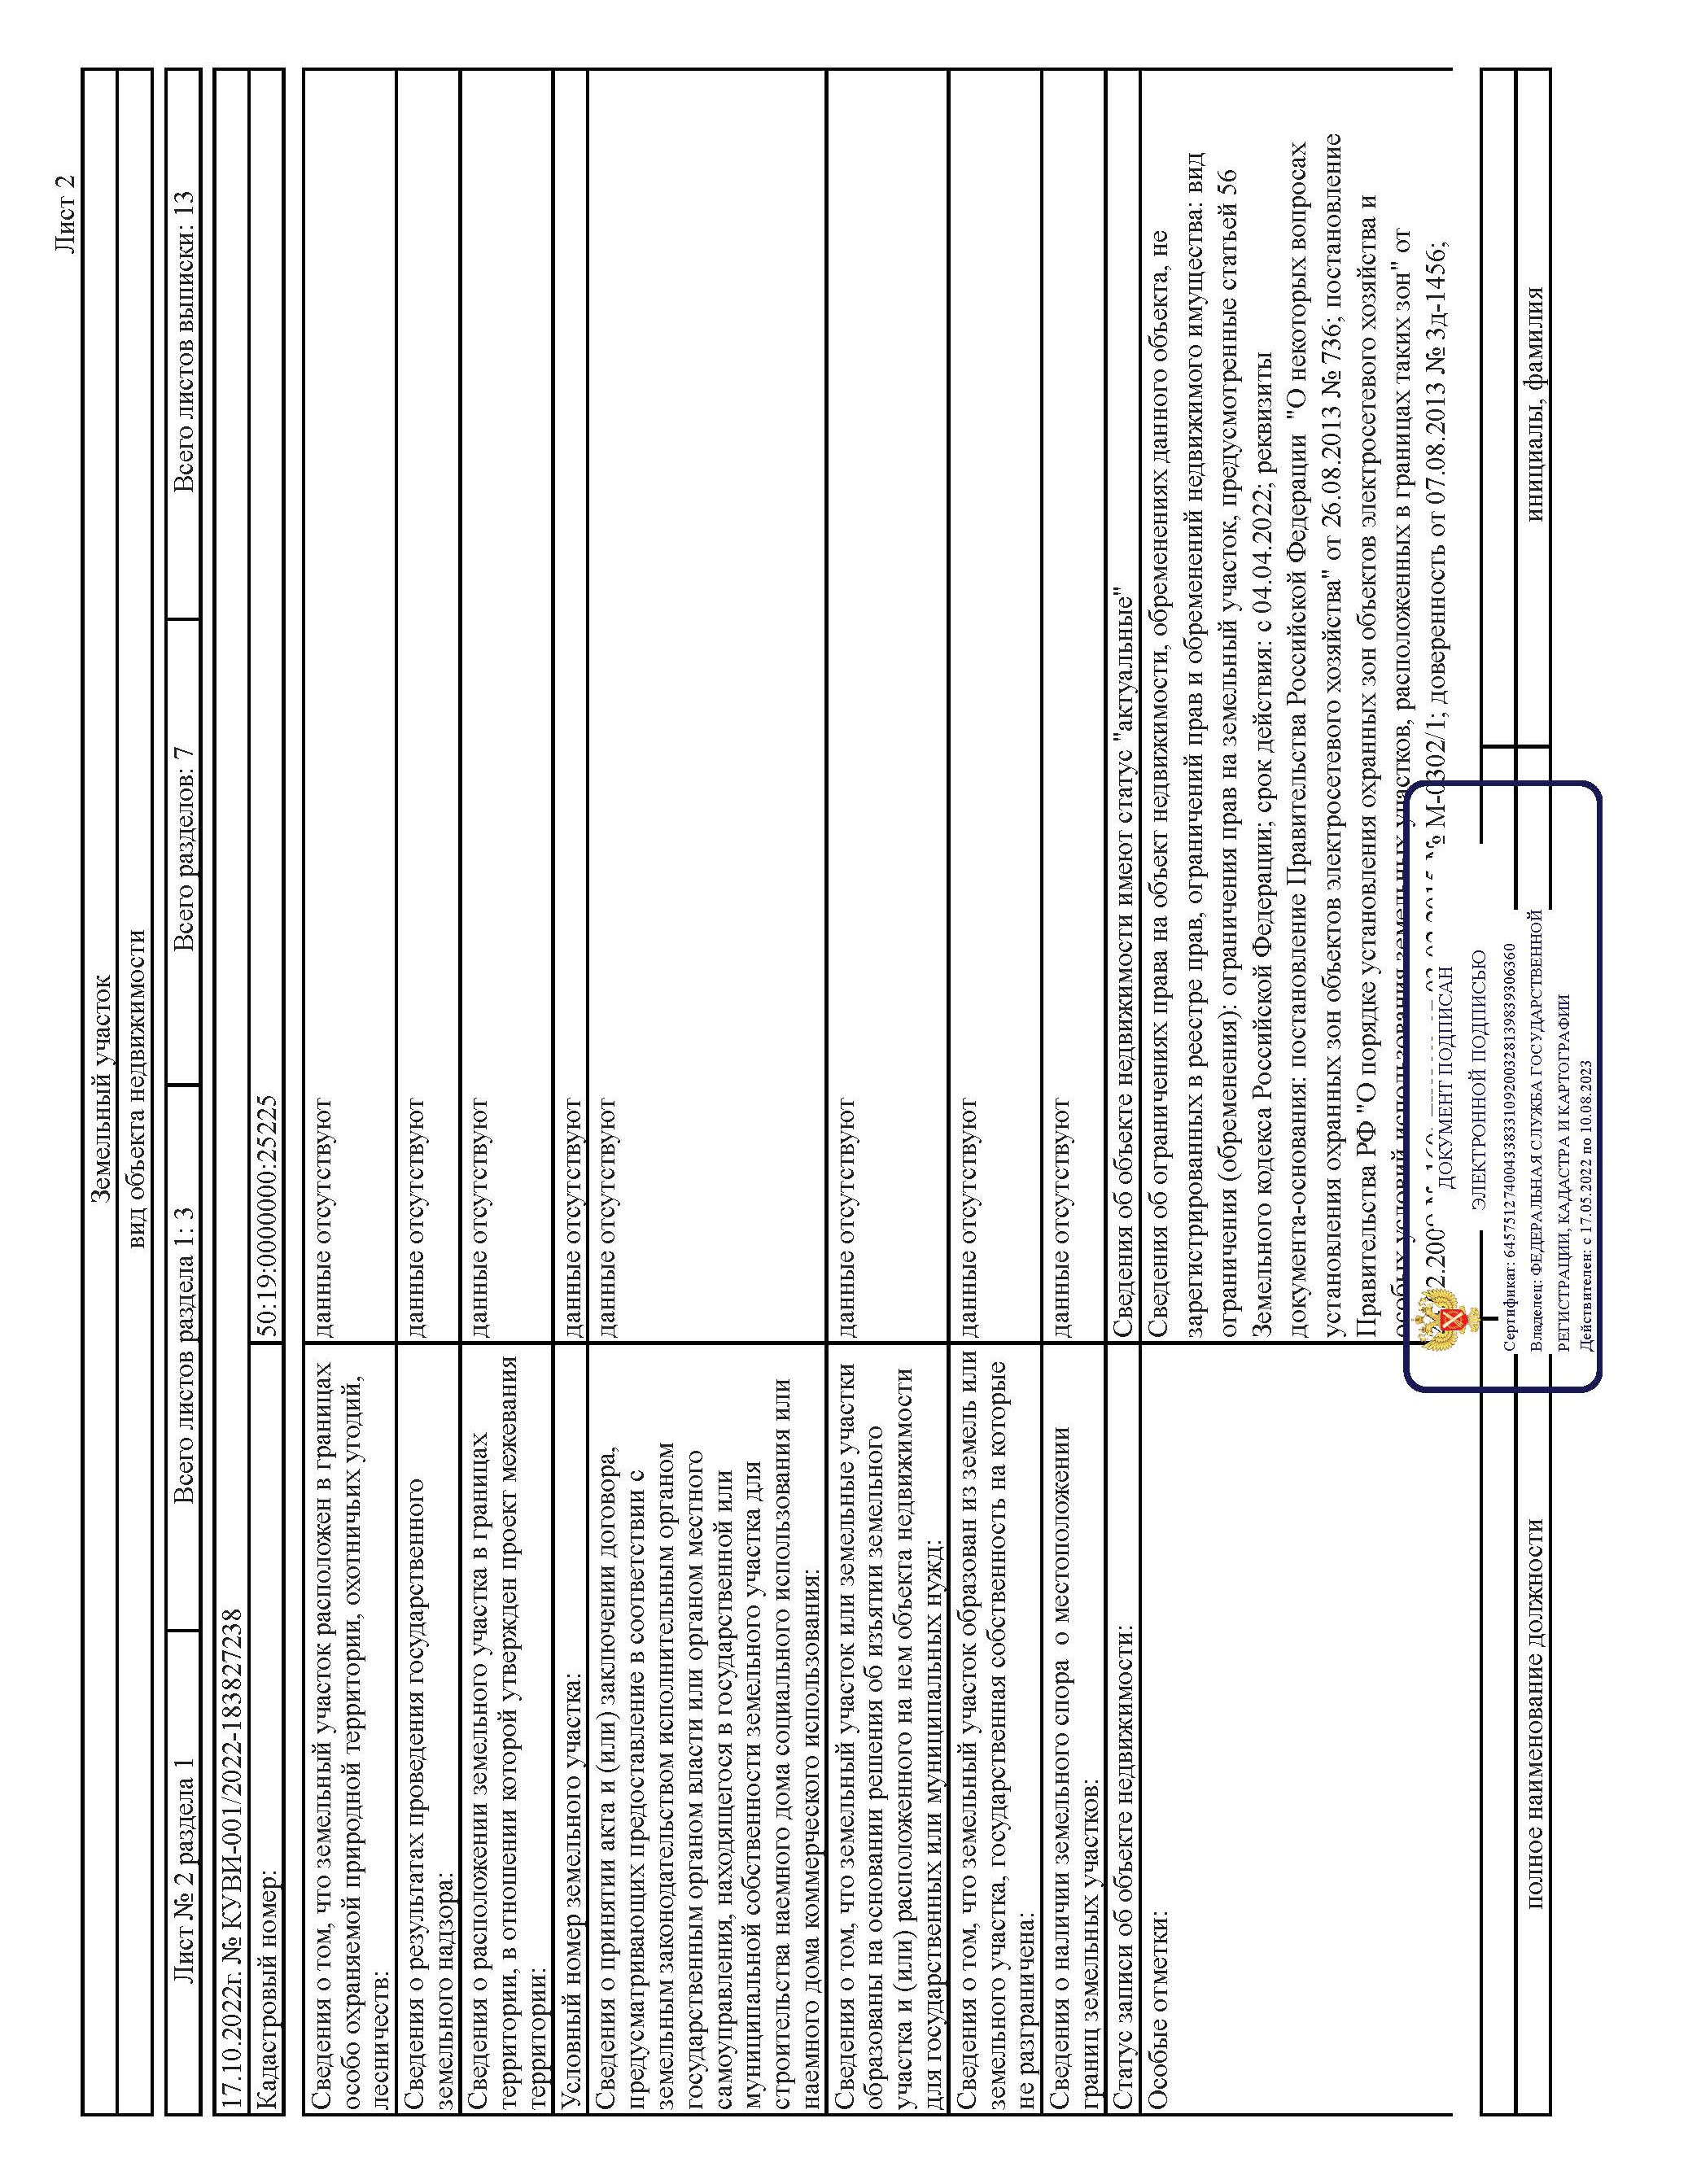 Лист 2
Земельный участок
вид объекта недвижимости
Лист № 2 раздела 1 Всего листов раздела 1: 3 Всего разделов: 7 Всего листов выписки: 13
17.10.2022г. № КУВИ-001/2022-183827238
Кадастровый номер: 50:19:0000000:25225
Сведения о том, что земельный участок расположен в границах данные отсутствуют
особо охраняемой природной территории, охотничьих угодий,
лесничеств:
Сведения о результатах проведения государственного данные отсутствуют
земельного надзора:
Сведения о расположении земельного участка в границах данные отсутствуют
территории, в отношении которой утвержден проект межевания
территории:
Условный номер земельного участка: данные отсутствуют
Сведения о принятии акта и (или) заключении договора, данные отсутствуют
предусматривающих предоставление в соответствии с
земельным законодательством исполнительным органом
государственным органом власти или органом местного
самоуправления, находящегося в государственной или
муниципальной собственности земельного участка для
строительства наемного дома социального использования или
наемного дома коммерческого использования:
Сведения о том, что земельный участок или земельные участки данные отсутствуют
образованы на основании решения об изъятии земельного
участка и (или) расположенного на нем объекта недвижимости
для государственных или муниципальных нужд:
Сведения о том, что земельный участок образован из земель или данные отсутствуют
земельного участка, государственная собственность на которые
не разграничена:
Сведения о наличии земельного спора о местоположении данные отсутствуют
границ земельных участков:
Статус записи об объекте недвижимости: Сведения об объекте недвижимости имеют статус "актуальные"
Особые отметки: Сведения об ограничениях права на объект недвижимости, обременениях данного объекта, не
зарегистрированных в реестре прав, ограничений прав и обременений недвижимого имущества: вид
ограничения (обременения): ограничения прав на земельный участок, предусмотренные статьей 56
Земельного кодекса Российской Федерации; срок действия: с 04.04.2022; реквизиты
документа-основания: постановление Правительства Российской Федерации "О некоторых вопросах
установления охранных зон объектов электросетевого хозяйства" от 26.08.2013 № 736; постановление
Правительства РФ "О порядке установления охранных зон объектов электросетевого хозяйства и
особых условий использования земельных участков, расположенных в границах таких зон" от
М-0302/1; доверенность от 07.08.2013 № 3д-1456;
ДОКУМЕНТ ПОДПИСАН
ЭЛЕКТРОННОЙ ПОДПИСЬЮ
Сертификат: 645751274004338331092003281398393906360
Владелец: ФЕДЕРАЛЬНАЯ СЛУЖБА ГОСУДАРСТВЕННОЙ
РЕГИСТРАЦИИ, КАДАСТРА И КАРТОГРАФИИ
Действителен: с 17.05.2022 по 10.08.2023
полное наименование должности инициалы, фамилия